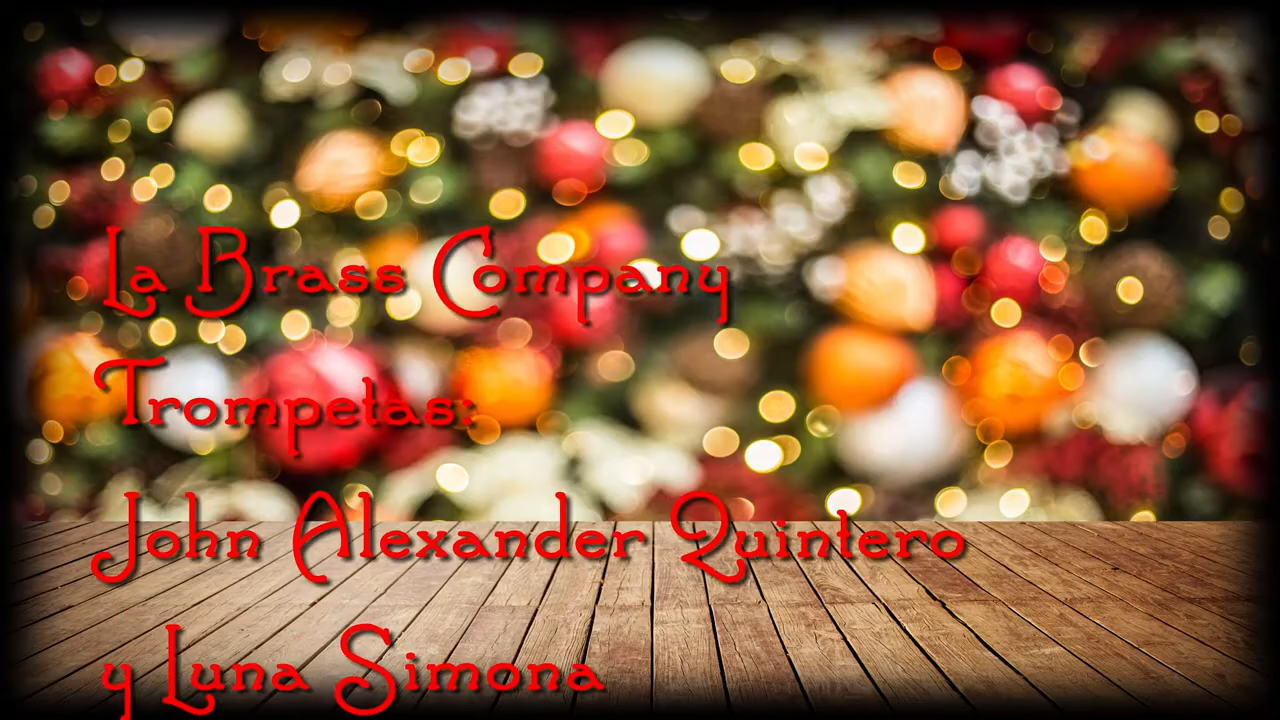 La Brass Company
Trompetas:
John Alexander Quintero
y Luna Simona